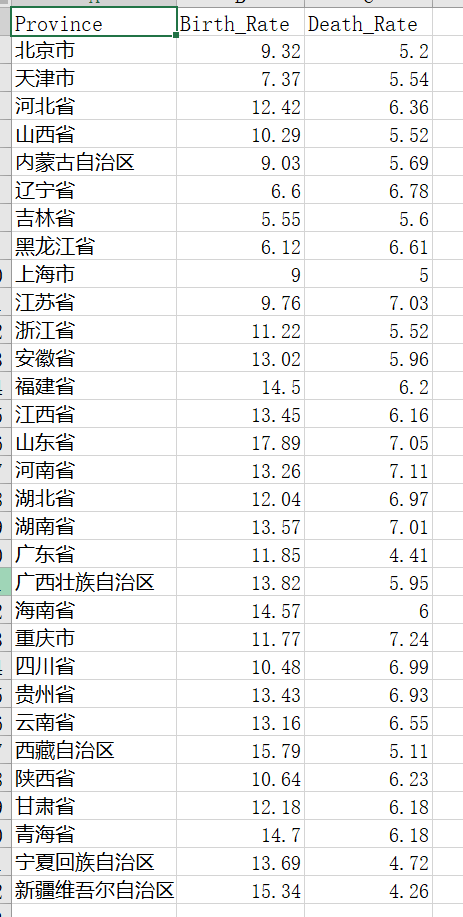 Province Birth_Rate Death_Rate
北京市 9.32 5.2
天津市 7.37 5.54
河北省 12.42 6.36
山西省 10.29 5.52
内蒙古自治区 9.03 5.69
辽宁省 6.6 6.78
吉林省 5.55 5.6
黑龙江省 6.12 6.61
上海市 9 5
江苏省 9.76 7.03
浙江省 11.22 5.52
安徽省 13.02 5.96
福建省 14.5 6.2
江西省 13.45 6.16
山东省 17.89 7.05
河南省 13.26 7.11
湖北省 12.04 6.97
湖南省 13.57 7.01
广东省 11.85 4.41
广西壮族自治区 13.82 5.95
海南省 14.57 6
重庆市 11.77 7.24
四川省 10.48 6.99
贵州省 13.43 6.93
云南省 13.16 6.55
西藏自治区 15.79 5.11
陕西省 10.64 6.23
甘肃省 12.18 6.18
青海省 14.7 6.18
宁夏回族自治区 13.69 4.72
新疆维吾尔自治区 15.34 4.26